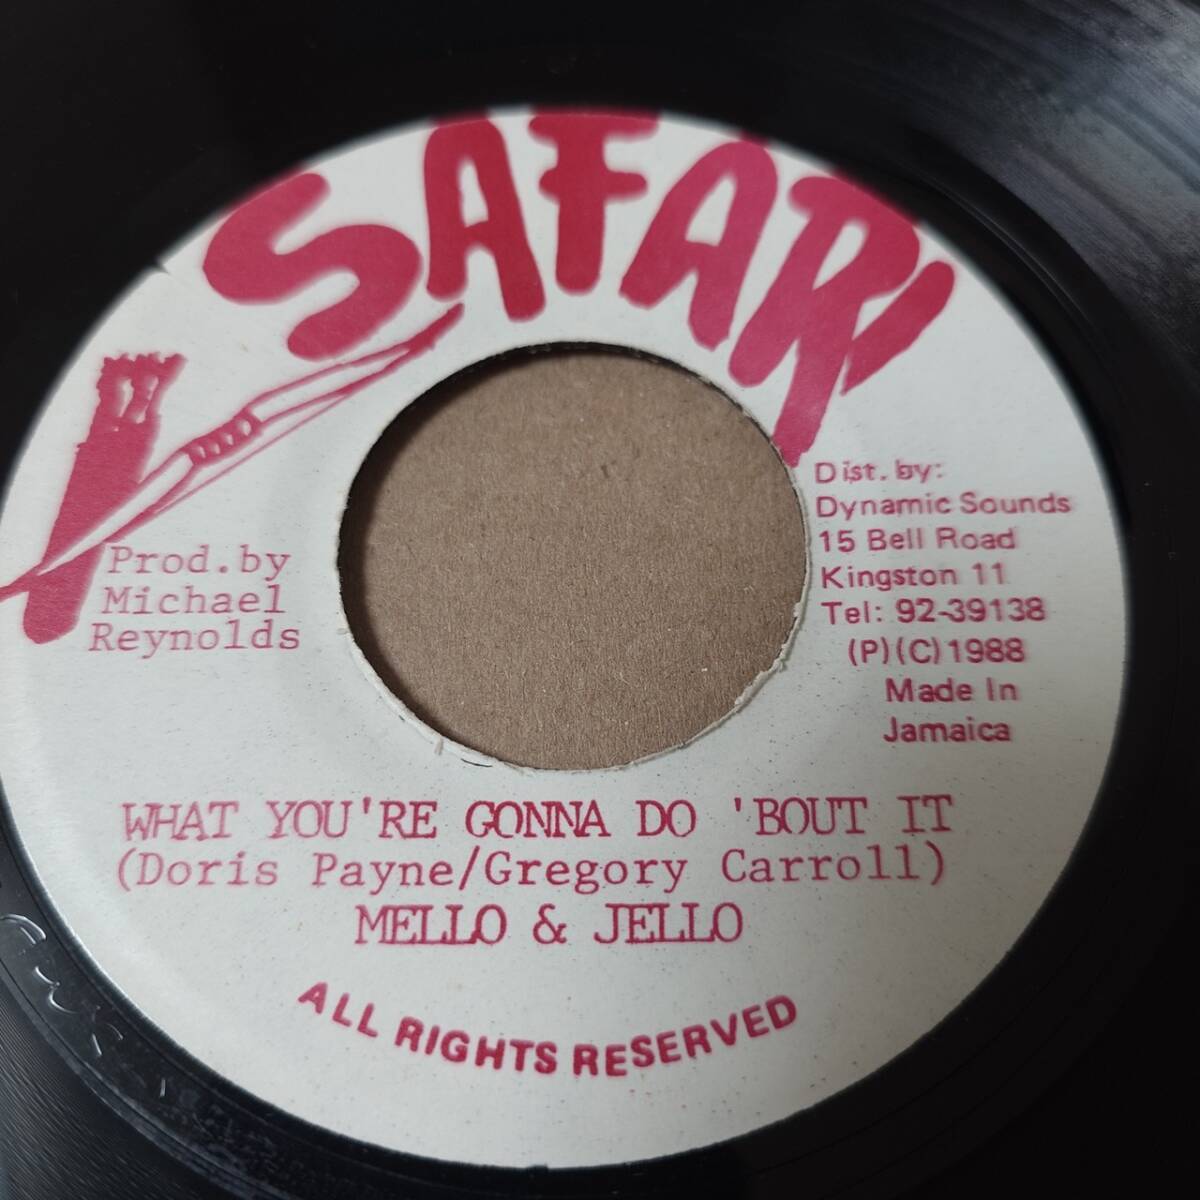 SAFARI
Prod.by
Michael
Reynolds
Dist. by:
Dynamic Sounds
15 Bell Road
Kingston 11
Tel: 92-39138
(P)(C)1988
Made In
Jamaica
WHAT YOU'RE GONNA DO 'BOUT IT
(Doris Payne/Gregory Carroll)
MELLO & JELLO
ALL RIGHTS RESERVED